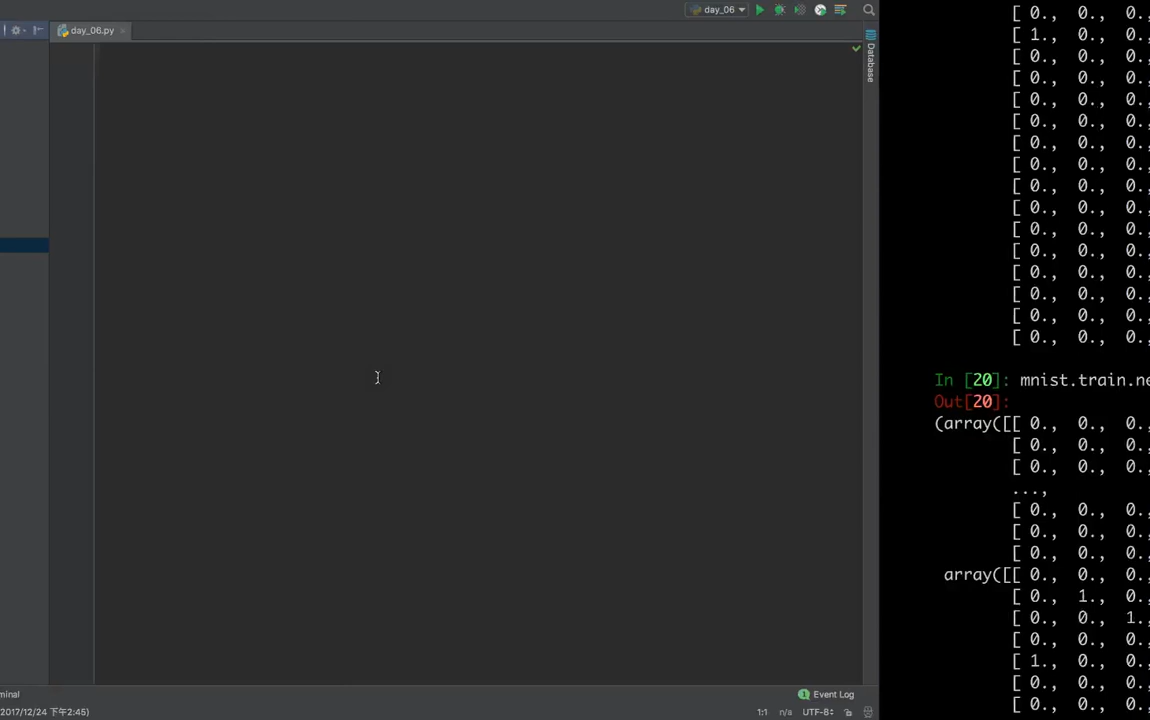 day_06
day_06.py
Database
minal
Event Log
2017/12/24 下午2:45)
1:1 n/a UTF-8
[ 0., 0., 0.
[ 1., 0., 0.,
[ 0., 0., 0.,
[ 0., 0., 0.,
[ 0., 0., 0.,
[ 0., 0., 0.,
[ 0., 0., 0.,
[ 0., 0., 0.,
[ 0., 0., 0.,
[ 0., 0., 0.,
[ 0., 0., 0.,
[ 0., 0., 0.,
[ 0., 0., 0.,
[ 0., 0., 0.,
[ 0., 0., 0.,
[ 0., 0., 0.,
In [20]: mnist.train.ne
Out[20]:
(array([[ 0., 0., 0.,
[ 0., 0., 0.,
[ 0., 0., 0.,
...,
[ 0., 0., 0.,
[ 0., 0., 0.,
[ 0., 0., 0.
array([[ 0., 0., 0.,
[ 0., 1., 0.,
[ 0., 0., 1.,
[ 0., 0., 0.,
[ 1., 0., 0.,
[ 0., 0., 0.,
[ 0., 0., 0.,